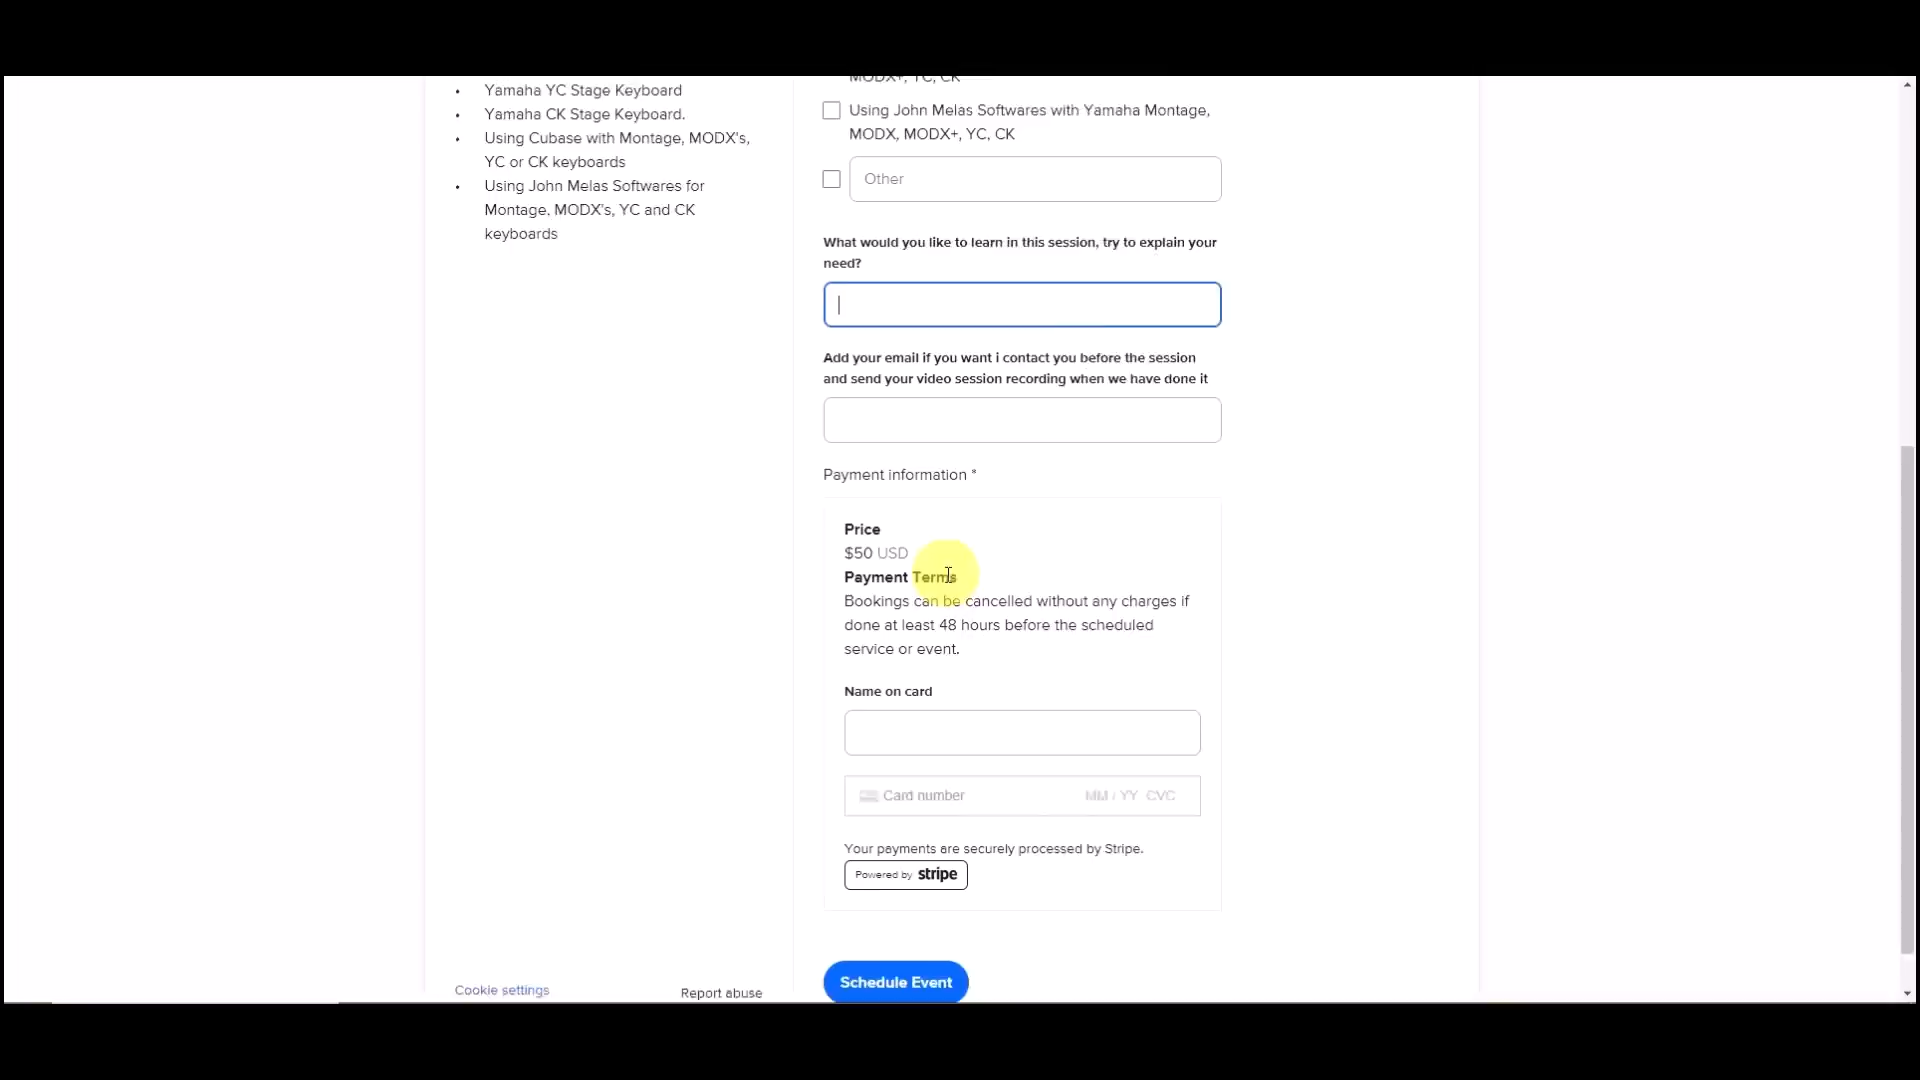 • Yamaha YC Stage Keyboard
• Yamaha CK Stage Keyboard.
• Using Cubase with Montage, MODX's,
YC or CK keyboards
• Using John Melas Softwares for
Montage, MODX's, YC and CK
keyboards
MODX+, YC, CK
Using John Melas Softwares with Yamaha Montage,
MODX, MODX+, YC, CK
Other
What would you like to learn in this session, try to explain your
need?
Add your email if you want i contact you before the session
and send your video session recording when we have done it
Payment information *
Price
$50 USD
Payment Terms
Bookings can be cancelled without any charges if
done at least 48 hours before the scheduled
service or event.
Name on card
Card number MM / YY CVC
Your payments are securely processed by Stripe.
Powered by stripe
Schedule Event
Cookie settings
Report abuse